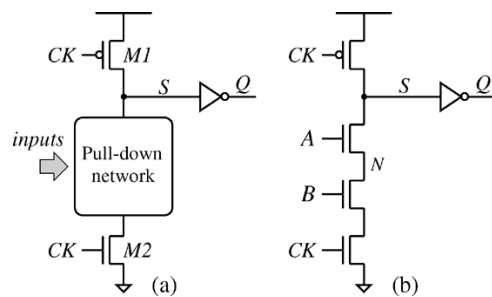 CK M1
S Q
inputs
Pull-down
network
CK M2
(a)
CK
S Q
A
N
B
CK
(b)